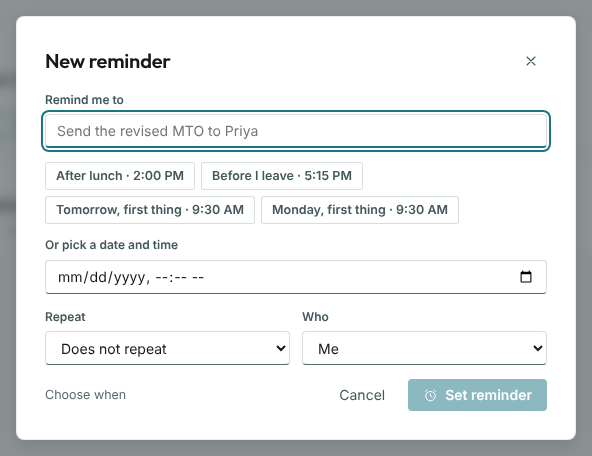 New reminder
Remind me to
Send the revised MTO to Priya
After lunch · 2:00 PM Before I leave · 5:15 PM
Tomorrow, first thing · 9:30 AM Monday, first thing · 9:30 AM
Or pick a date and time
mm/dd/yyyy, --:-- --
Repeat Who
Does not repeat Me
Choose when Cancel Set reminder